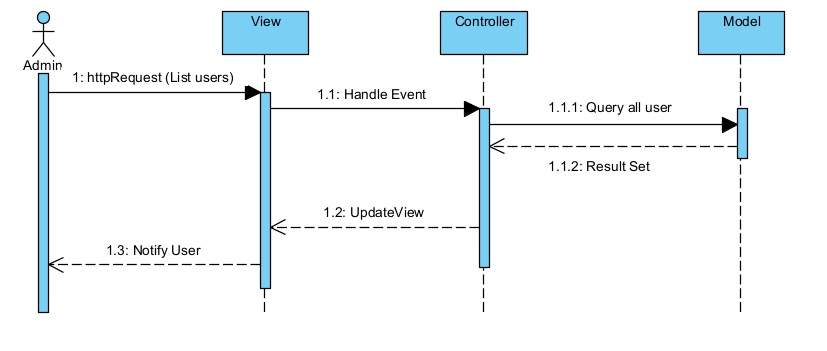 View
Controller
Model
Admin
1: httpRequest (List users)
1.1: Handle Event
1.1.1: Query all user
1.1.2: Result Set
1.2: UpdateView
1.3: Notify User